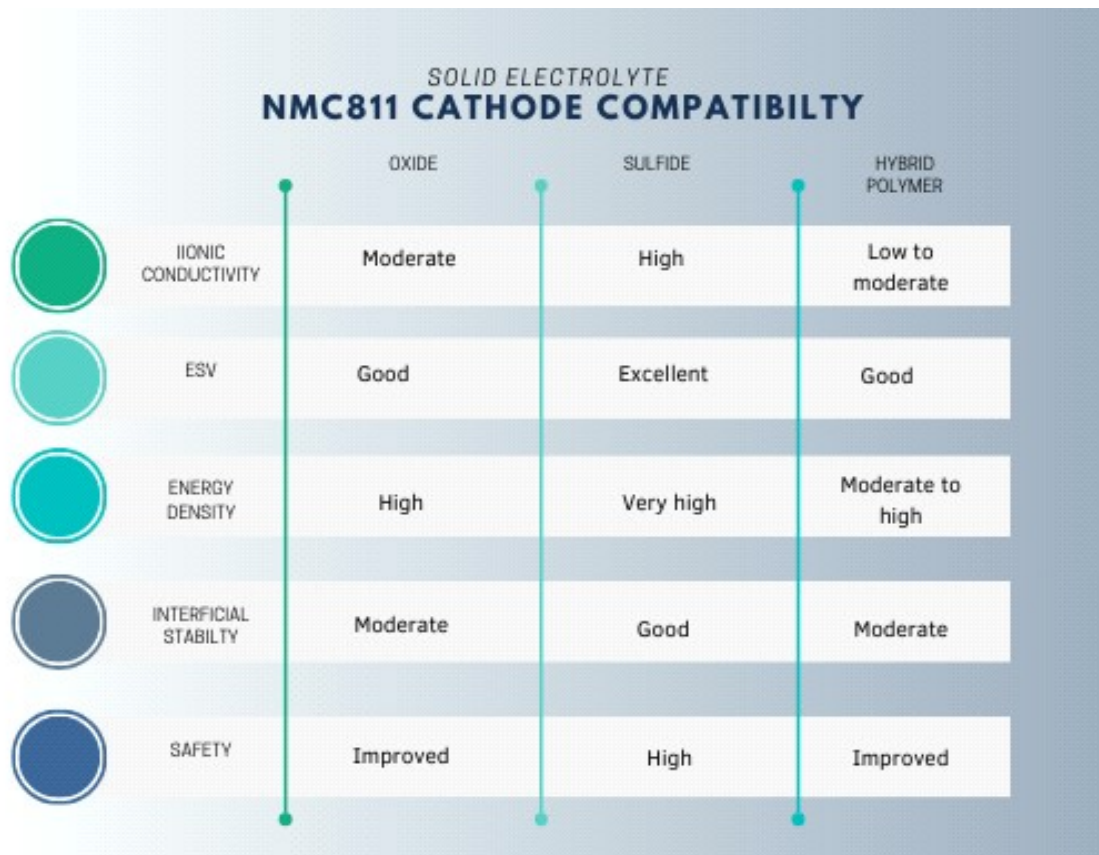 SOLID ELECTROLYTE
NMC811 CATHODE COMPATIBILTY
OXIDE
SULFIDE
HYBRID
POLYMER
IIONIC
CONDUCTIVITY
Moderate
High
Low to
moderate
ESV
Good
Excellent
Good
ENERGY
DENSITY
High
Very high
Moderate to
high
INTERFICIAL
STABILTY
Moderate
Good
Moderate
SAFETY
Improved
High
Improved